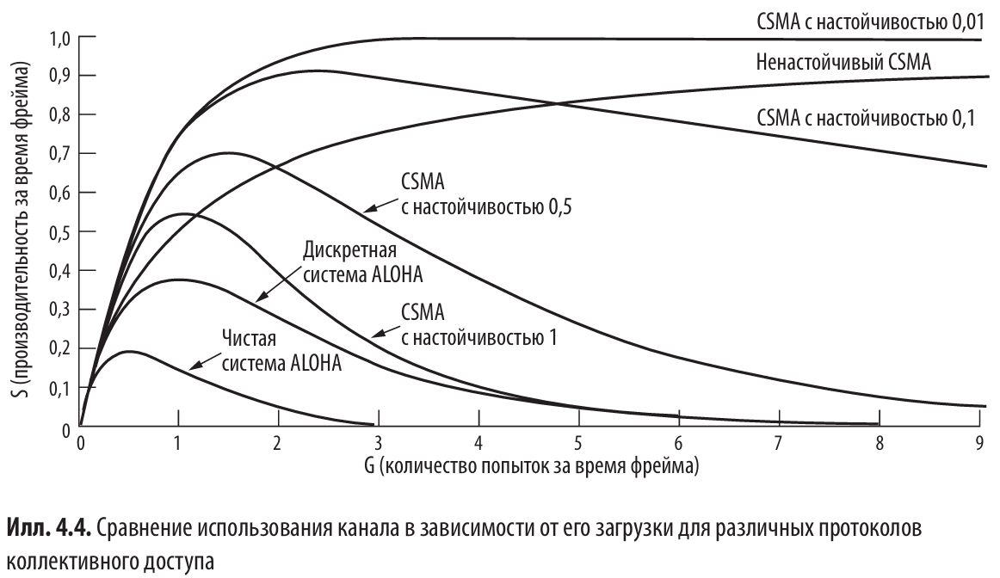 CSMA с настойчивостью 0,01
Ненастойчивый CSMA
CSMA с настойчивостью 0,1
CSMA
с настойчивостью 0,5
Дискретная
система ALOHA
CSMA
с настойчивостью 1
Чистая
система ALOHA
S (производительность за время фрейма)
1,0
0,9
0,8
0,7
0,6
0,5
0,4
0,3
0,2
0,1
0
0 1 2 3 4 5 6 7 8 9
G (количество попыток за время фрейма)
Илл. 4.4. Сравнение использования канала в зависимости от его загрузки для различных протоколов
коллективного доступа